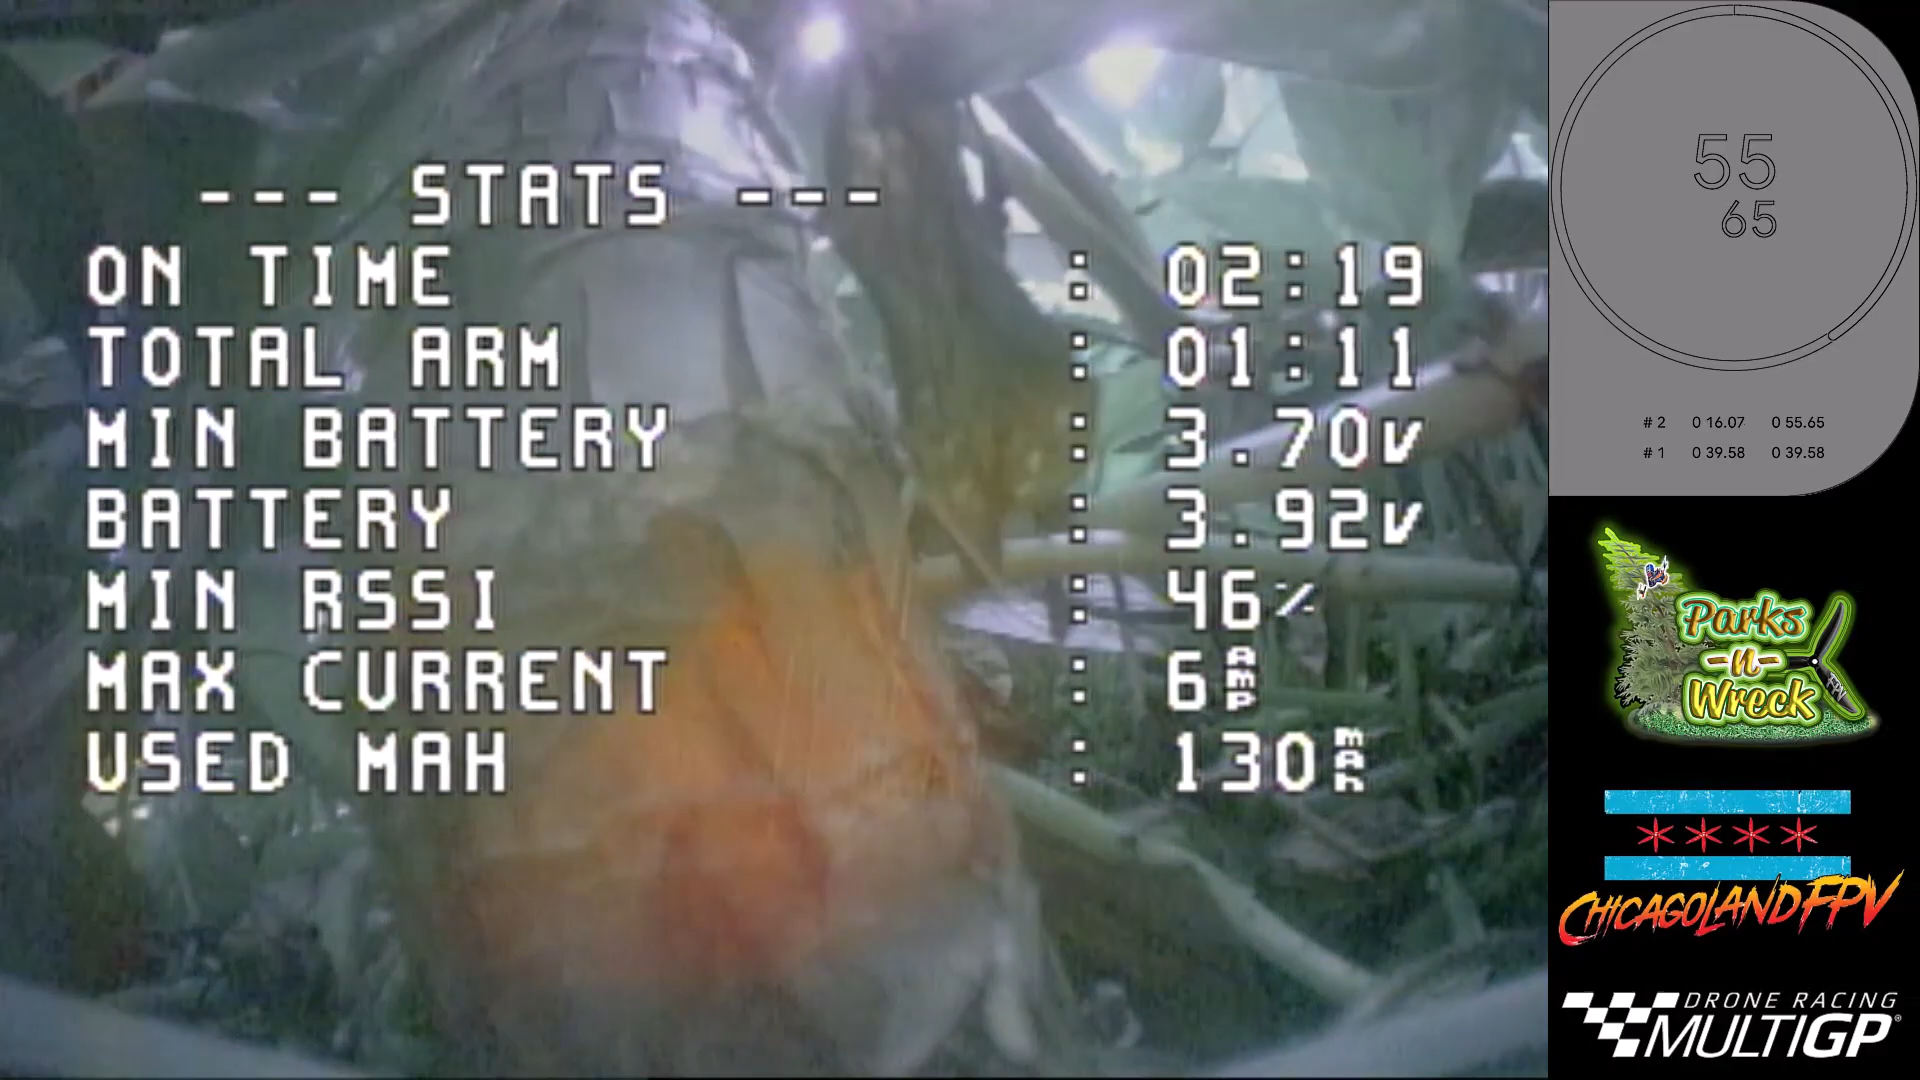 --- STATS ---
ON TIME : 02:19
TOTAL ARM : 01:11
MIN BATTERY : 3.70V
BATTERY : 3.92V
MIN RSSI : 46%
MAX CURRENT : 6 AMP
USED MAH : 130 mAh
55
65
# 2 0 16.07 0 55.65
# 1 0 39.58 0 39.58
Parks
-n-
Wreck
FPV
CHICAGOLANDFPV
DRONE RACING
MULTIGP®